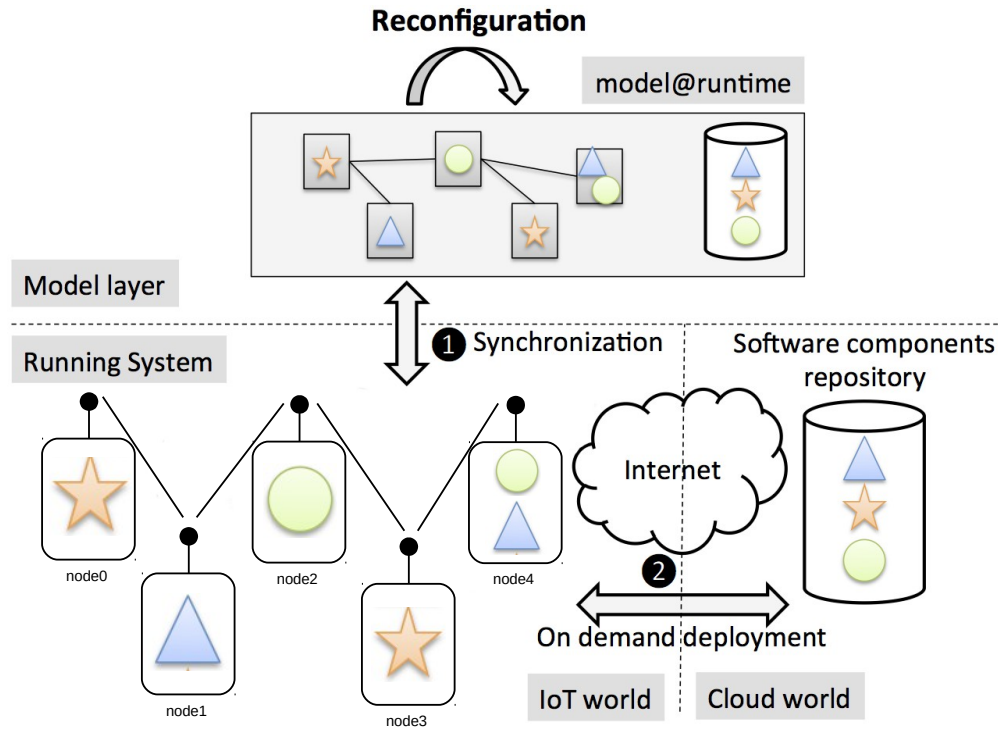 Reconfiguration
model@runtime
Model layer
1 Synchronization
Running System
Software components
repository
Internet
node0
node2
node4
2
On demand deployment
node1
node3
IoT world
Cloud world